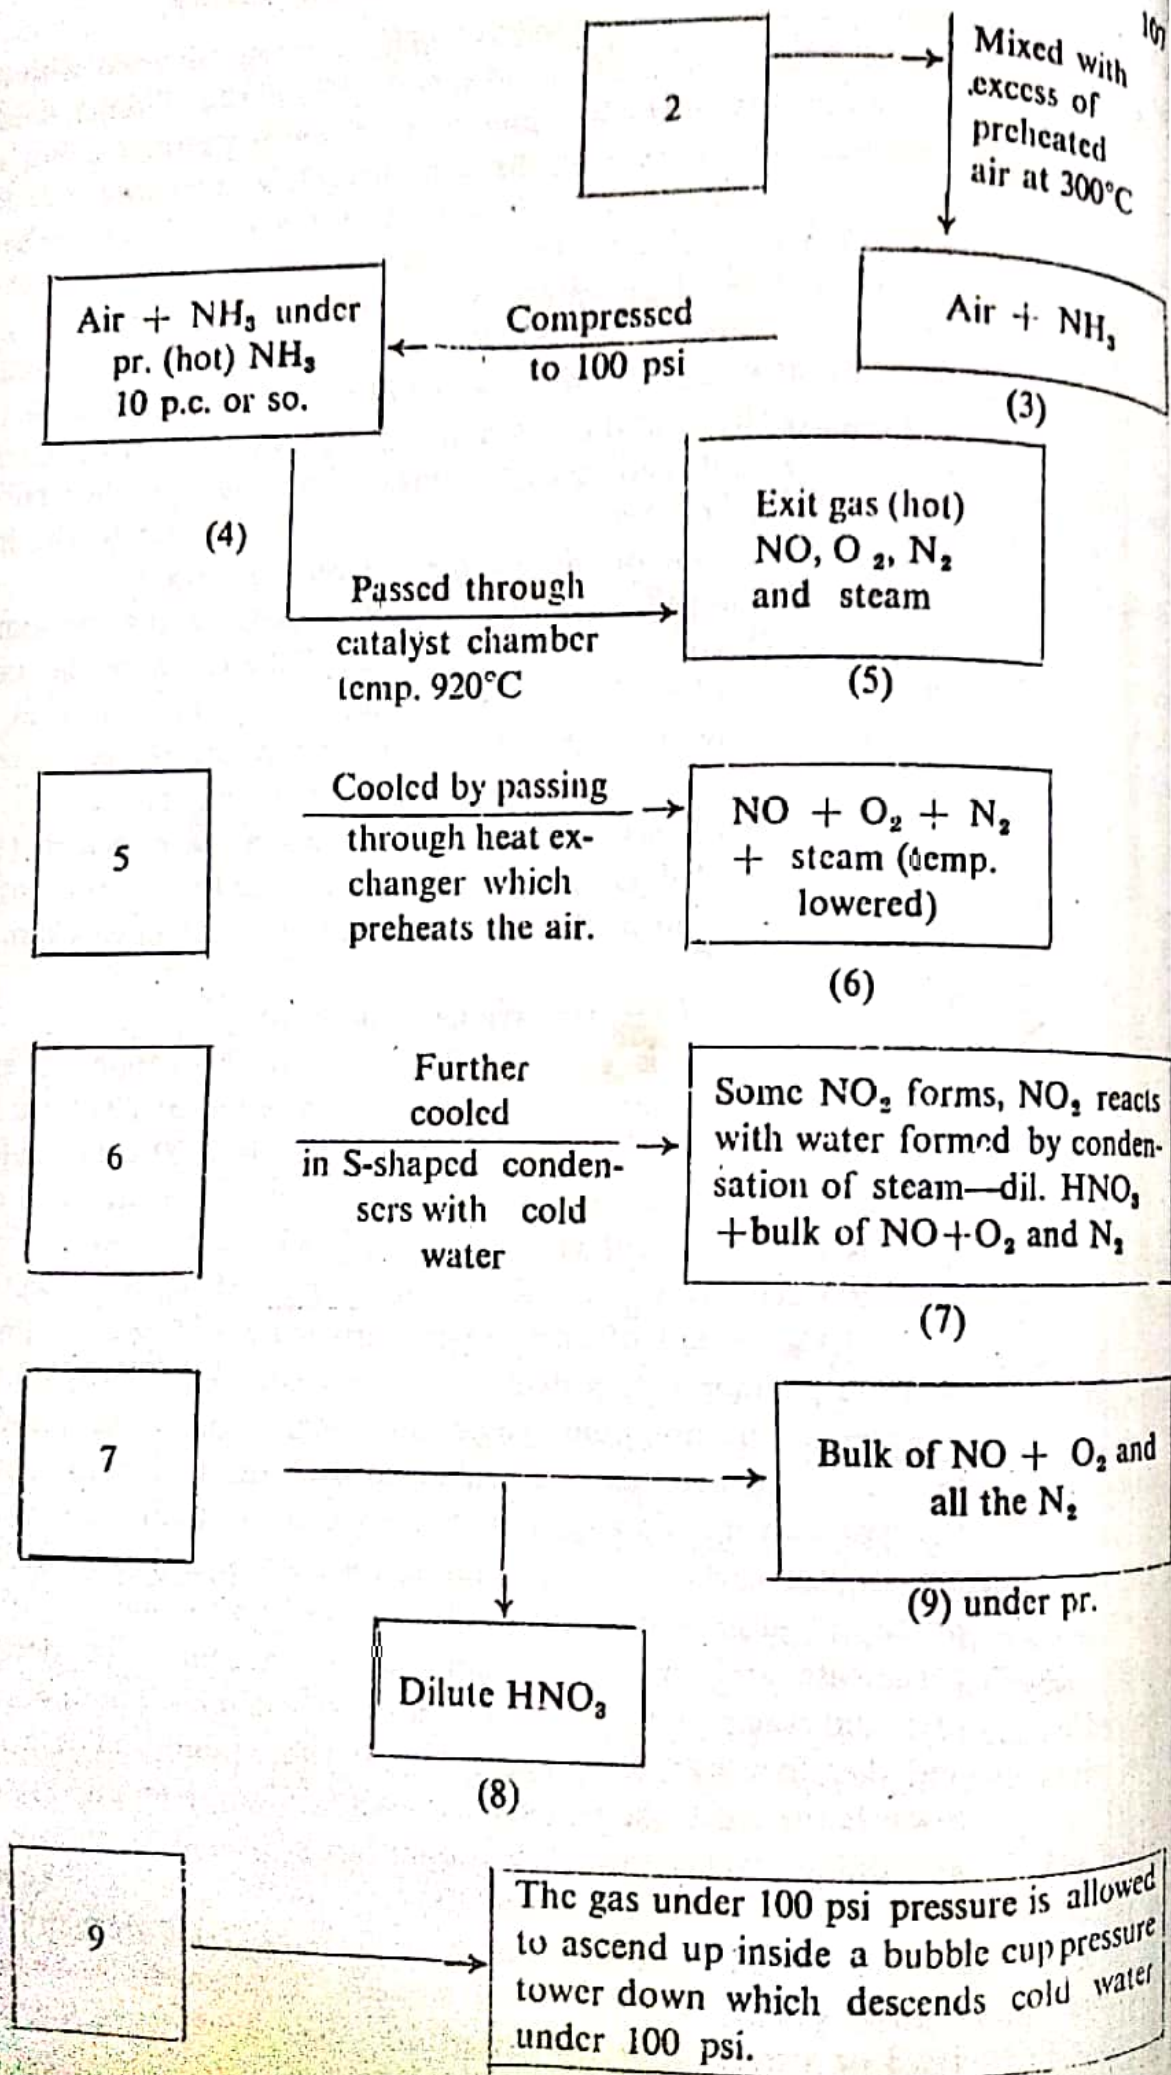 107
2
Mixed with
excess of
preheated
air at 300°C
Air + NH₃ under
pr. (hot) NH₃
10 p.c. or so.
Compressed
to 100 psi
Air + NH₃
(3)
(4)
Passed through
catalyst chamber
temp. 920°C
Exit gas (hot)
NO, O₂, N₂
and steam
(5)
5
Cooled by passing
through heat ex-
changer which
preheats the air.
NO + O₂ + N₂
+ steam (temp.
lowered)
(6)
6
Further
cooled
in S-shaped conden-
sers with cold
water
Some NO₂ forms, NO₂ reacts
with water formed by conden-
sation of steam—dil. HNO₃
+bulk of NO+O₂ and N₂
(7)
7
Bulk of NO + O₂ and
all the N₂
(9) under pr.
Dilute HNO₃
(8)
9
The gas under 100 psi pressure is allowed
to ascend up inside a bubble cup pressure
tower down which descends cold water
under 100 psi.